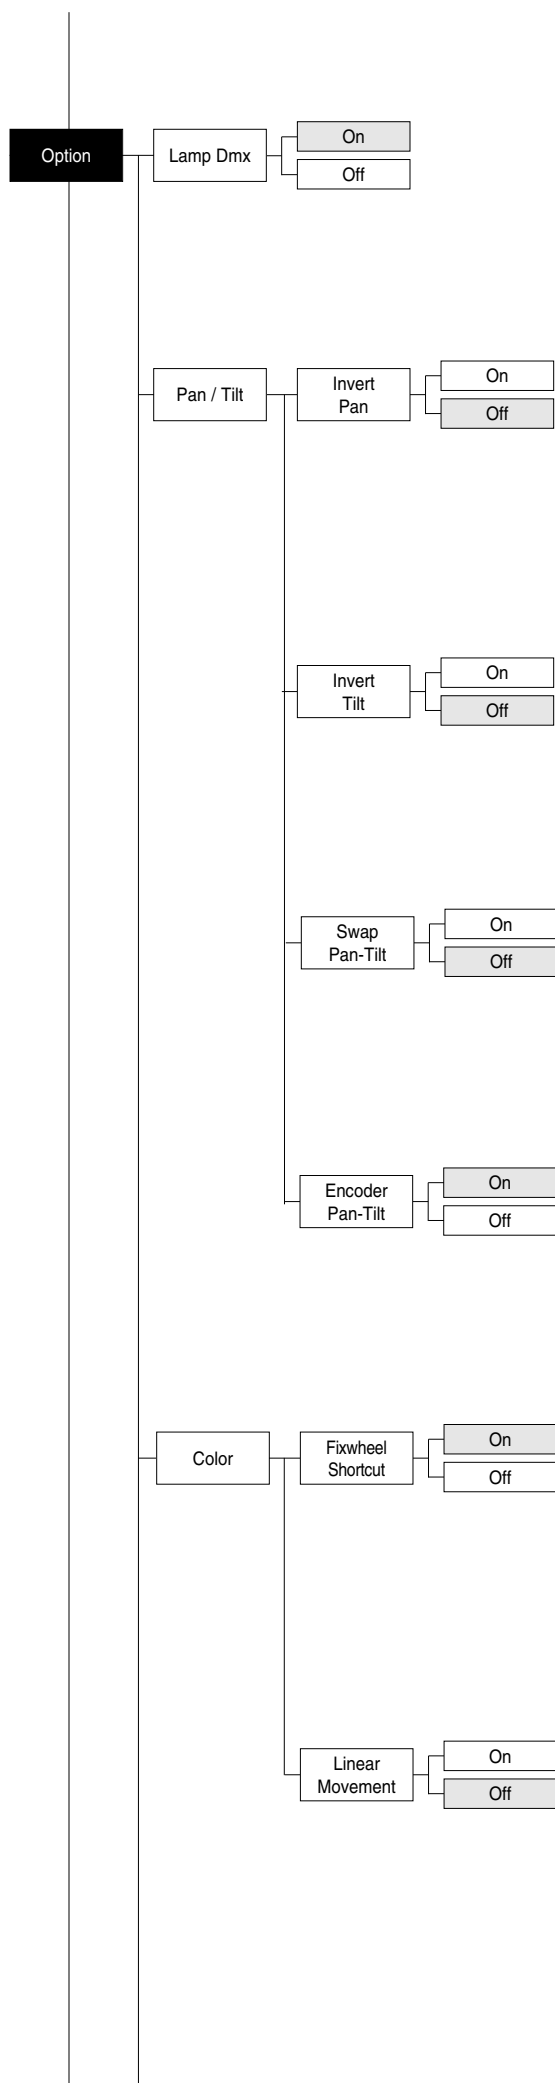 Option
Lamp Dmx
On
Off
Pan / Tilt
Invert
Pan
On
Off
Invert
Tilt
On
Off
Swap
Pan-Tilt
On
Off
Encoder
Pan-Tilt
On
Off
Color
Fixwheel
Shortcut
On
Off
Linear
Movement
On
Off